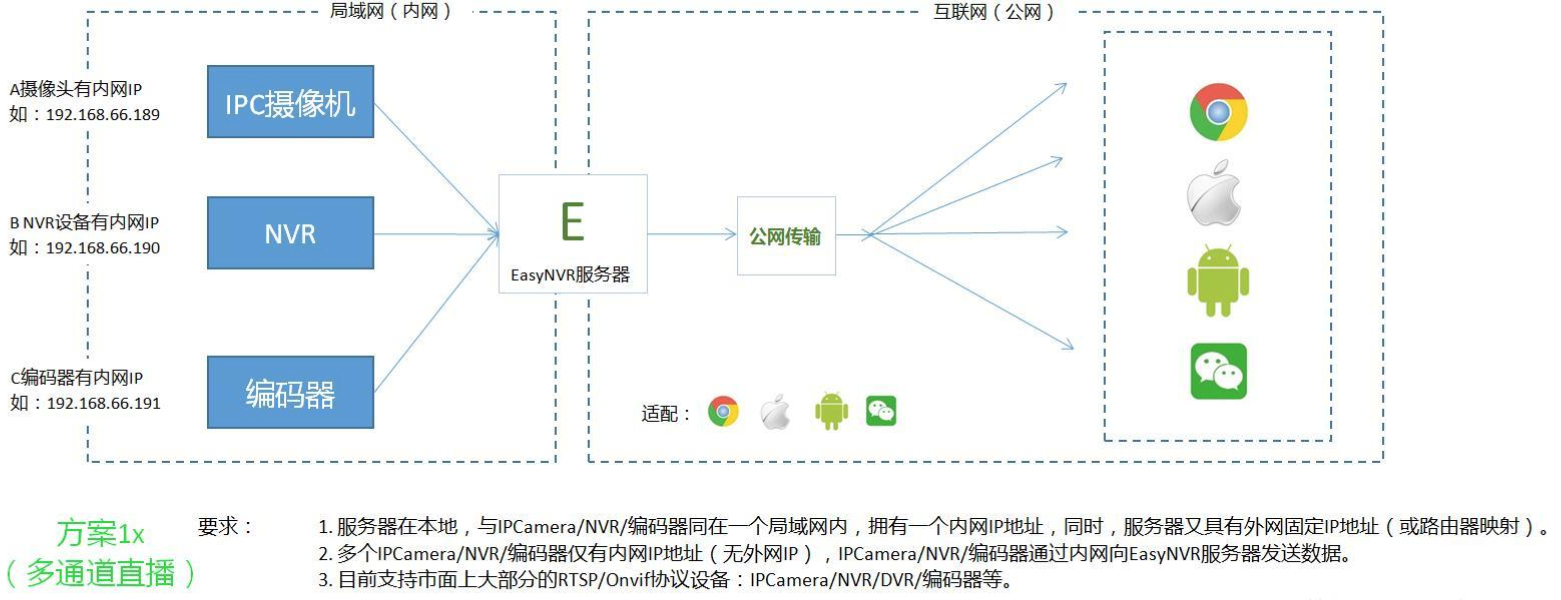 局域网（内网）
互联网（公网）
A摄像头有内网IP
如：192.168.66.189
IPC摄像机
B NVR设备有内网IP
如：192.168.66.190
NVR
E
EasyNVR服务器
公网传输
C编码器有内网IP
如：192.168.66.191
编码器
适配：
方案1x
（多通道直播）
要求：
1. 服务器在本地，与IPCamera/NVR/编码器同在一个局域网内，拥有一个内网IP地址，同时，服务器又具有外网固定IP地址（或路由器映射）。
2. 多个IPCamera/NVR/编码器仅有内网IP地址（无外网IP），IPCamera/NVR/编码器通过内网向EasyNVR服务器发送数据。
3. 目前支持市面上大部分的RTSP/Onvif协议设备：IPCamera/NVR/DVR/编码器等。